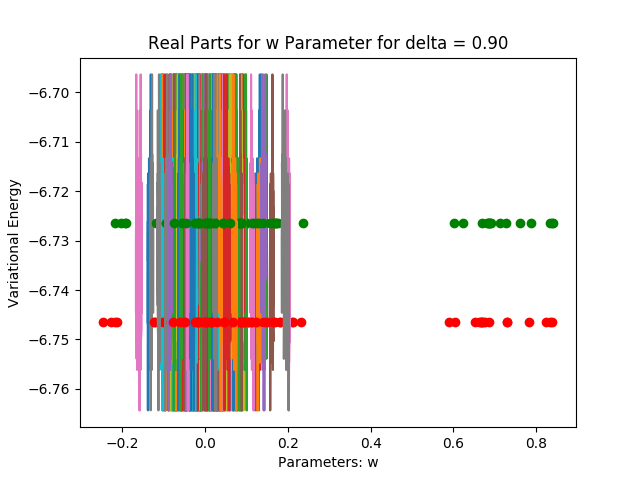 Real Parts for w Parameter for delta = 0.90
−6.70
−6.71
−6.72
−6.73
−6.74
−6.75
−6.76
Variational Energy
−0.2 0.0 0.2 0.4 0.6 0.8
Parameters: w